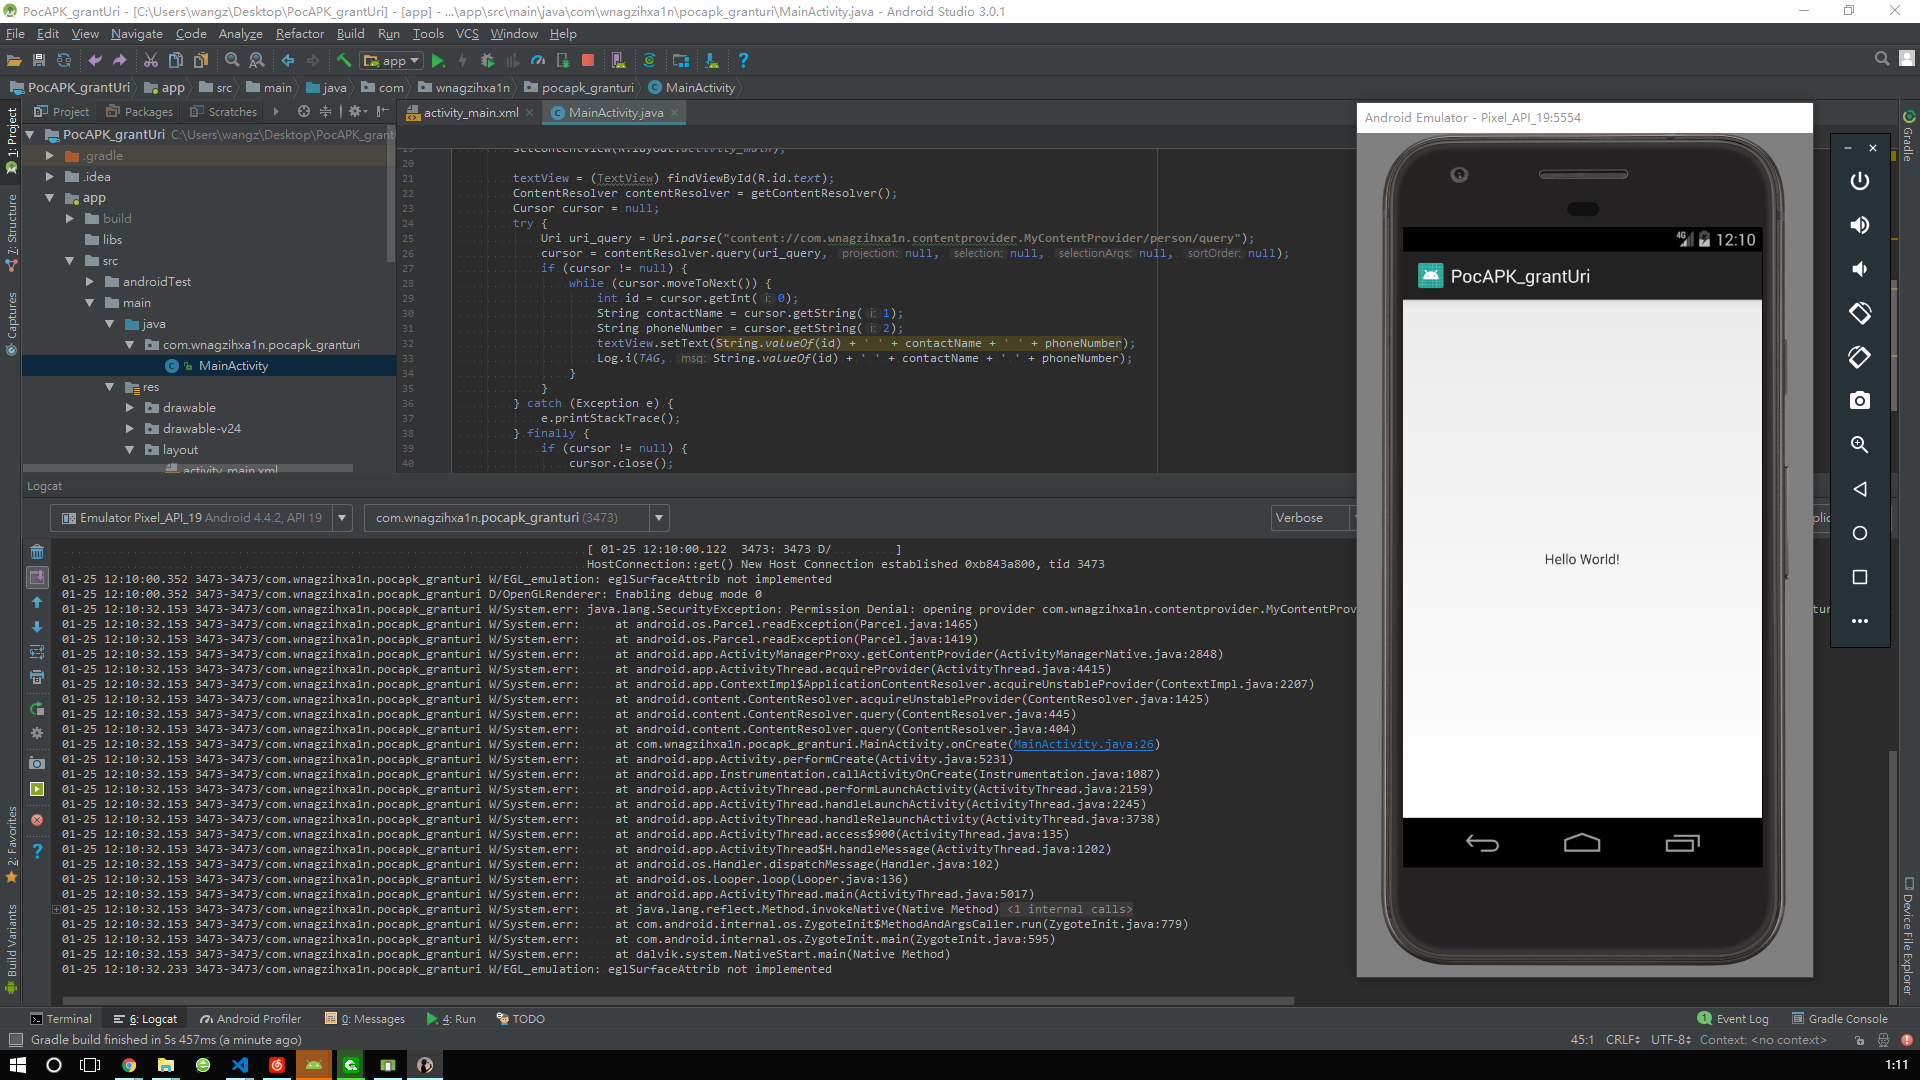 PocAPK_grantUri - [C:\Users\wangz\Desktop\PocAPK_grantUri] - [app] - ...\app\src\main\java\com\wnagzihxa1n\pocapk_granturi\MainActivity.java - Android Studio 3.0.1
File Edit View Navigate Code Analyze Refactor Build Run Tools VCS Window Help
app
PocAPK_grantUri app src main java com wnagzihxa1n pocapk_granturi MainActivity
1: Project
7: Structure
Captures
2: Favorites
Build Variants
Project Packages Scratches
PocAPK_grantUri C:\Users\wangz\Desktop\PocAPK_grant
.gradle
.idea
app
build
libs
src
androidTest
main
java
com.wnagzihxa1n.pocapk_granturi
MainActivity
res
drawable
drawable-v24
layout
activity_main.xml
activity_main.xml MainActivity.java
19 setContentView(R.layout.activity_main);
20
21 textView = (TextView) findViewById(R.id.text);
22 ContentResolver contentResolver = getContentResolver();
23 Cursor cursor = null;
24 try {
25 Uri uri_query = Uri.parse("content://com.wnagzihxa1n.contentprovider.MyContentProvider/person/query");
26 cursor = contentResolver.query(uri_query, projection: null, selection: null, selectionArgs: null, sortOrder: null);
27 if (cursor != null) {
28 while (cursor.moveToNext()) {
29 int id = cursor.getInt( i: 0);
30 String contactName = cursor.getString( i: 1);
31 String phoneNumber = cursor.getString( i: 2);
32 textView.setText(String.valueOf(id) + ' ' + contactName + ' ' + phoneNumber);
33 Log.i(TAG, msg: String.valueOf(id) + ' ' + contactName + ' ' + phoneNumber);
34 }
35 }
36 } catch (Exception e) {
37 e.printStackTrace();
38 } finally {
39 if (cursor != null) {
40 cursor.close();
Logcat
Emulator Pixel_API_19 Android 4.4.2, API 19 com.wnagzihxa1n.pocapk_granturi (3473) Verbose
[ 01-25 12:10:00.122 3473: 3473 D/ ]
HostConnection::get() New Host Connection established 0xb843a800, tid 3473
01-25 12:10:00.352 3473-3473/com.wnagzihxa1n.pocapk_granturi W/EGL_emulation: eglSurfaceAttrib not implemented
01-25 12:10:00.352 3473-3473/com.wnagzihxa1n.pocapk_granturi D/OpenGLRenderer: Enabling debug mode 0
01-25 12:10:32.153 3473-3473/com.wnagzihxa1n.pocapk_granturi W/System.err: java.lang.SecurityException: Permission Denial: opening provider com.wnagzihxa1n.contentprovider.MyContentProv
01-25 12:10:32.153 3473-3473/com.wnagzihxa1n.pocapk_granturi W/System.err: at android.os.Parcel.readException(Parcel.java:1465)
01-25 12:10:32.153 3473-3473/com.wnagzihxa1n.pocapk_granturi W/System.err: at android.os.Parcel.readException(Parcel.java:1419)
01-25 12:10:32.153 3473-3473/com.wnagzihxa1n.pocapk_granturi W/System.err: at android.app.ActivityManagerProxy.getContentProvider(ActivityManagerNative.java:2848)
01-25 12:10:32.153 3473-3473/com.wnagzihxa1n.pocapk_granturi W/System.err: at android.app.ActivityThread.acquireProvider(ActivityThread.java:4415)
01-25 12:10:32.153 3473-3473/com.wnagzihxa1n.pocapk_granturi W/System.err: at android.app.ContextImpl$ApplicationContentResolver.acquireUnstableProvider(ContextImpl.java:2207)
01-25 12:10:32.153 3473-3473/com.wnagzihxa1n.pocapk_granturi W/System.err: at android.content.ContentResolver.acquireUnstableProvider(ContentResolver.java:1425)
01-25 12:10:32.153 3473-3473/com.wnagzihxa1n.pocapk_granturi W/System.err: at android.content.ContentResolver.query(ContentResolver.java:445)
01-25 12:10:32.153 3473-3473/com.wnagzihxa1n.pocapk_granturi W/System.err: at android.content.ContentResolver.query(ContentResolver.java:404)
01-25 12:10:32.153 3473-3473/com.wnagzihxa1n.pocapk_granturi W/System.err: at com.wnagzihxa1n.pocapk_granturi.MainActivity.onCreate(MainActivity.java:26)
01-25 12:10:32.153 3473-3473/com.wnagzihxa1n.pocapk_granturi W/System.err: at android.app.Activity.performCreate(Activity.java:5231)
01-25 12:10:32.153 3473-3473/com.wnagzihxa1n.pocapk_granturi W/System.err: at android.app.Instrumentation.callActivityOnCreate(Instrumentation.java:1087)
01-25 12:10:32.153 3473-3473/com.wnagzihxa1n.pocapk_granturi W/System.err: at android.app.ActivityThread.performLaunchActivity(ActivityThread.java:2159)
01-25 12:10:32.153 3473-3473/com.wnagzihxa1n.pocapk_granturi W/System.err: at android.app.ActivityThread.handleLaunchActivity(ActivityThread.java:2245)
01-25 12:10:32.153 3473-3473/com.wnagzihxa1n.pocapk_granturi W/System.err: at android.app.ActivityThread.handleRelaunchActivity(ActivityThread.java:3738)
01-25 12:10:32.153 3473-3473/com.wnagzihxa1n.pocapk_granturi W/System.err: at android.app.ActivityThread.access$900(ActivityThread.java:135)
01-25 12:10:32.153 3473-3473/com.wnagzihxa1n.pocapk_granturi W/System.err: at android.app.ActivityThread$H.handleMessage(ActivityThread.java:1202)
01-25 12:10:32.153 3473-3473/com.wnagzihxa1n.pocapk_granturi W/System.err: at android.os.Handler.dispatchMessage(Handler.java:102)
01-25 12:10:32.153 3473-3473/com.wnagzihxa1n.pocapk_granturi W/System.err: at android.os.Looper.loop(Looper.java:136)
01-25 12:10:32.153 3473-3473/com.wnagzihxa1n.pocapk_granturi W/System.err: at android.app.ActivityThread.main(ActivityThread.java:5017)
01-25 12:10:32.153 3473-3473/com.wnagzihxa1n.pocapk_granturi W/System.err: at java.lang.reflect.Method.invokeNative(Native Method) <1 internal calls>
01-25 12:10:32.153 3473-3473/com.wnagzihxa1n.pocapk_granturi W/System.err: at com.android.internal.os.ZygoteInit$MethodAndArgsCaller.run(ZygoteInit.java:779)
01-25 12:10:32.153 3473-3473/com.wnagzihxa1n.pocapk_granturi W/System.err: at com.android.internal.os.ZygoteInit.main(ZygoteInit.java:595)
01-25 12:10:32.153 3473-3473/com.wnagzihxa1n.pocapk_granturi W/System.err: at dalvik.system.NativeStart.main(Native Method)
01-25 12:10:32.233 3473-3473/com.wnagzihxa1n.pocapk_granturi W/EGL_emulation: eglSurfaceAttrib not implemented
Android Emulator - Pixel_API_19:5554
4G 12:10
PocAPK_grantUri
Hello World!
Gradle
Device File Explorer
Terminal 6: Logcat Android Profiler 0: Messages 4: Run TODO 1 Event Log Gradle Console
Gradle build finished in 5s 457ms (a minute ago) 45:1 CRLF UTF-8 Context: <no context>
1:11